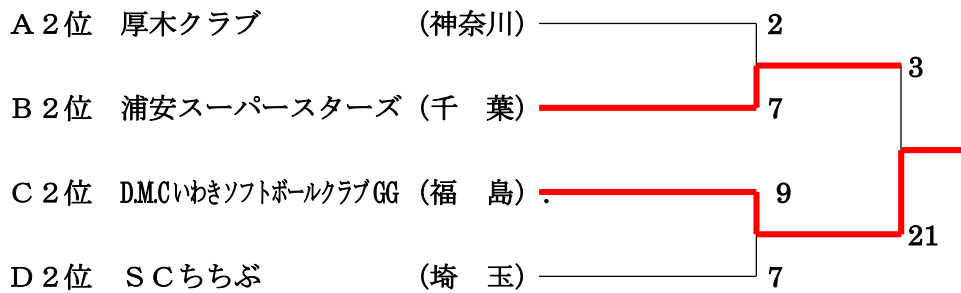 A２位 厚木クラブ (神奈川) 2
3
B２位 浦安スーパースターズ (千 葉) 7
C２位 D.M.CいわきソフトボールクラブGG (福 島) . 9
21
D２位 SCちちぶ (埼 玉) 7